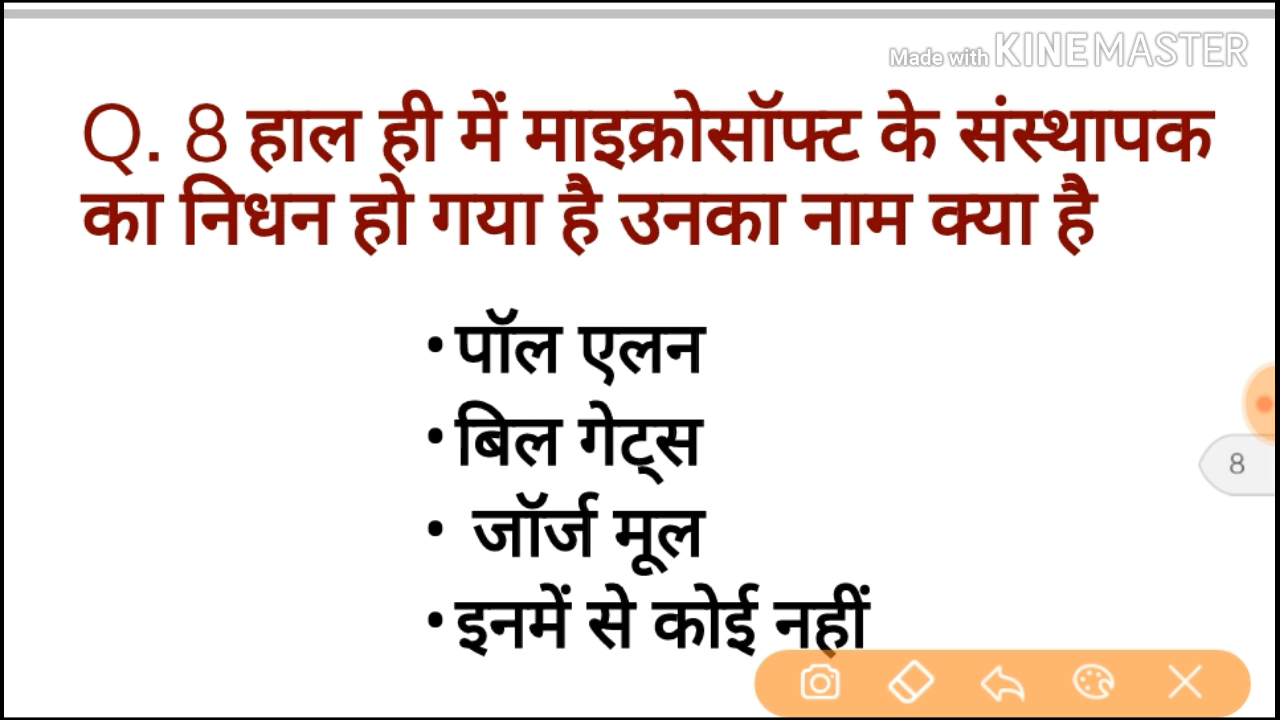 Made with KINEMASTER
Q. 8 हाल ही में माइक्रोसॉफ्ट के संस्थापक
का निधन हो गया है उनका नाम क्या है
• पॉल एलन
• बिल गेट्स
• जॉर्ज मूल
• इनमें से कोई नहीं
8